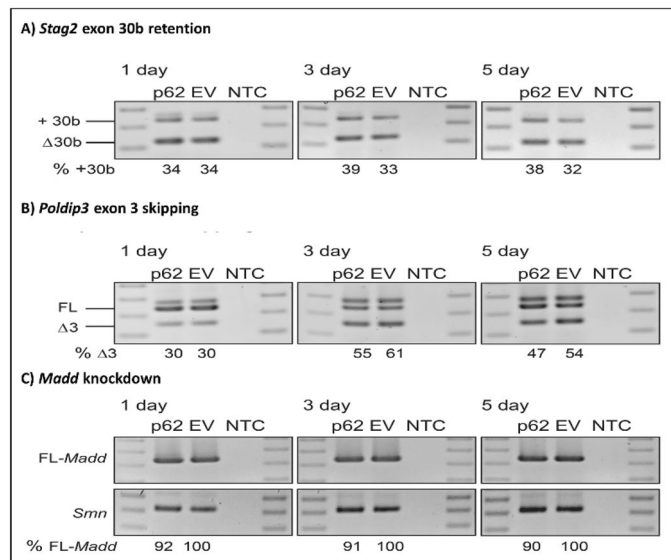 A) Stag2 exon 30b retention
1 day 3 day 5 day
p62 EV NTC p62 EV NTC p62 EV NTC
+ 30b
Δ30b
% +30b 34 34 39 33 38 32
B) Poldip3 exon 3 skipping
1 day 3 day 5 day
p62 EV NTC p62 EV NTC p62 EV NTC
FL
Δ3
% Δ3 30 30 55 61 47 54
C) Madd knockdown
1 day 3 day 5 day
p62 EV NTC p62 EV NTC p62 EV NTC
FL-Madd
Smn
% FL-Madd 92 100 91 100 90 100